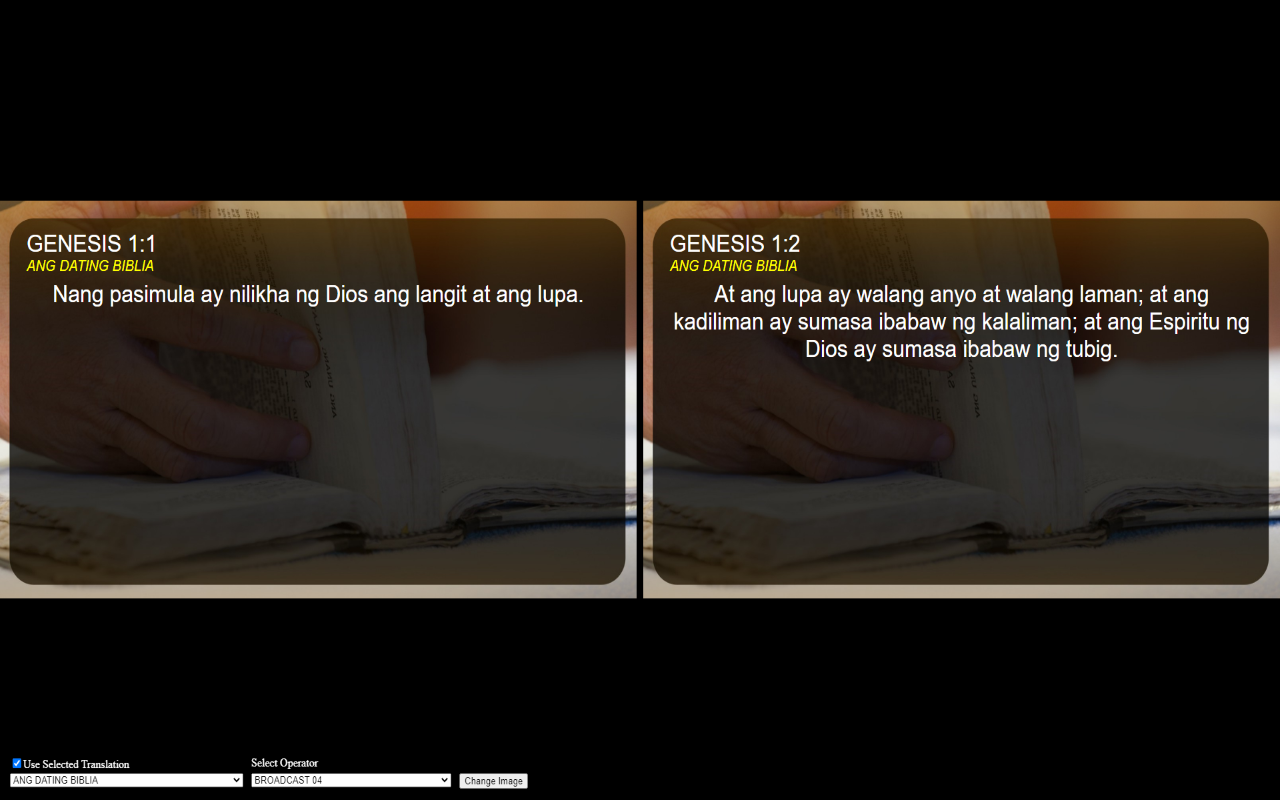 GENESIS 1:1
ANG DATING BIBLIA
Nang pasimula ay nilikha ng Dios ang langit at ang lupa.
GENESIS 1:2
ANG DATING BIBLIA
At ang lupa ay walang anyo at walang laman; at ang
kadiliman ay sumasa ibabaw ng kalaliman; at ang Espiritu ng
Dios ay sumasa ibabaw ng tubig.
Use Selected Translation
ANG DATING BIBLIA
Select Operator
BROADCAST 04
Change Image